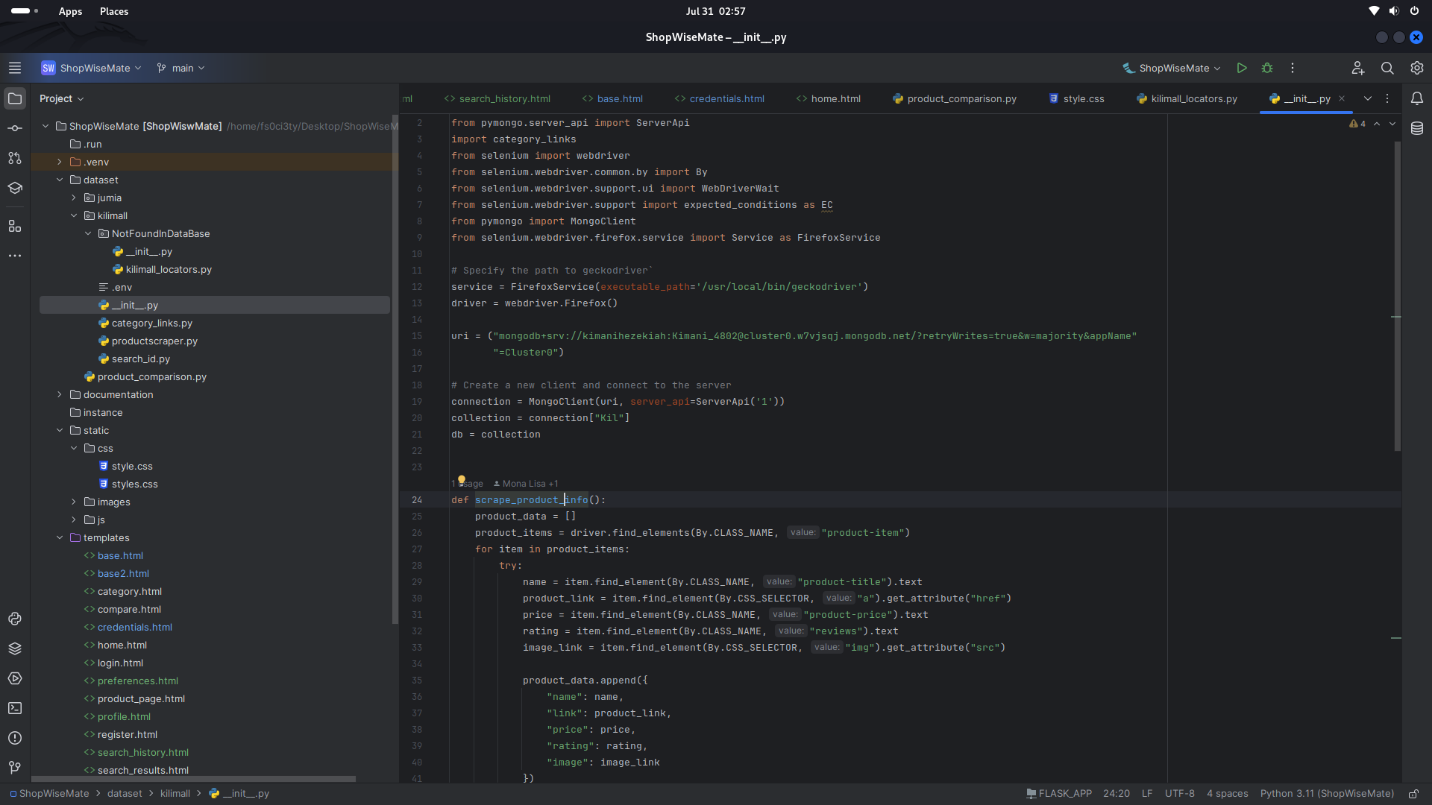 Apps Places
Jul 31 02:57
ShopWiseMate – __init__.py
SW ShopWiseMate main
ShopWiseMate
Project
ml search_history.html base.html credentials.html home.html product_comparison.py style.css kilimall_locators.py __init__.py
ShopWiseMate [ShopWiswMate] /home/fs0ci3ty/Desktop/ShopWiseM
.run
.venv
dataset
jumia
kilimall
NotFoundInDataBase
__init__.py
kilimall_locators.py
.env
__init__.py
category_links.py
productscraper.py
search_id.py
product_comparison.py
documentation
instance
static
css
style.css
styles.css
images
js
templates
base.html
base2.html
category.html
compare.html
credentials.html
home.html
login.html
preferences.html
product_page.html
profile.html
register.html
search_history.html
search_results.html
4
2 from pymongo.server_api import ServerApi
3 import category_links
4 from selenium import webdriver
5 from selenium.webdriver.common.by import By
6 from selenium.webdriver.support.ui import WebDriverWait
7 from selenium.webdriver.support import expected_conditions as EC
8 from pymongo import MongoClient
9 from selenium.webdriver.firefox.service import Service as FirefoxService
10
11 # Specify the path to geckodriver`
12 service = FirefoxService(executable_path='/usr/local/bin/geckodriver')
13 driver = webdriver.Firefox()
14
15 uri = ("mongodb+srv://kimanihezekiah:Kimani_4802@cluster0.w7vjsqj.mongodb.net/?retryWrites=true&w=majority&appName"
16 "=Cluster0")
17
18 # Create a new client and connect to the server
19 connection = MongoClient(uri, server_api=ServerApi('1'))
20 collection = connection["Kil"]
21 db = collection
22
23
1 usage Mona Lisa +1
24 def scrape_product_info():
25 product_data = []
26 product_items = driver.find_elements(By.CLASS_NAME, value: "product-item")
27 for item in product_items:
28 try:
29 name = item.find_element(By.CLASS_NAME, value: "product-title").text
30 product_link = item.find_element(By.CSS_SELECTOR, value: "a").get_attribute("href")
31 price = item.find_element(By.CLASS_NAME, value: "product-price").text
32 rating = item.find_element(By.CLASS_NAME, value: "reviews").text
33 image_link = item.find_element(By.CSS_SELECTOR, value: "img").get_attribute("src")
34
35 product_data.append({
36 "name": name,
37 "link": product_link,
38 "price": price,
39 "rating": rating,
40 "image": image_link
41 })
ShopWiseMate > dataset > kilimall > __init__.py
FLASK_APP 24:20 LF UTF-8 4 spaces Python 3.11 (ShopWiseMate)